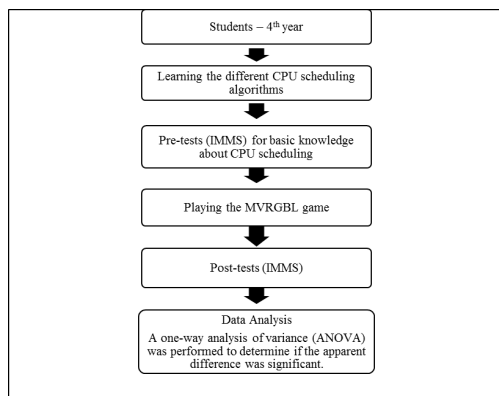 Students – 4th year
Learning the different CPU scheduling
algorithms
Pre-tests (IMMS) for basic knowledge
about CPU scheduling
Playing the MVRGBL game
Post-tests (IMMS)
Data Analysis
A one-way analysis of variance (ANOVA)
was performed to determine if the apparent
difference was significant.